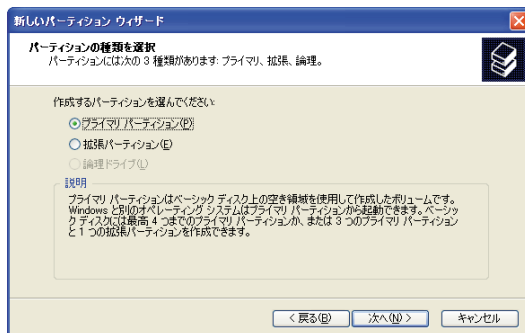 新しいパーティション ウィザード
パーティションの種類を選択
パーティションには次の 3 種類があります: プライマリ、拡張、論理。
作成するパーティションを選んでください:
プライマリ パーティション(P)
拡張パーティション(E)
論理ドライブ(L)
説明
プライマリ パーティションはベーシック ディスク上の空き領域を使用して作成したボリュームです。
Windows と別のオペレーティング システムはプライマリ パーティションから起動できます。ベーシッ
ク ディスクには最高 4 つまでのプライマリ パーティションか、または 3 つのプライマリ パーティション
と 1 つの拡張パーティションを作成できます。
< 戻る(B)
次へ(N) >
キャンセル